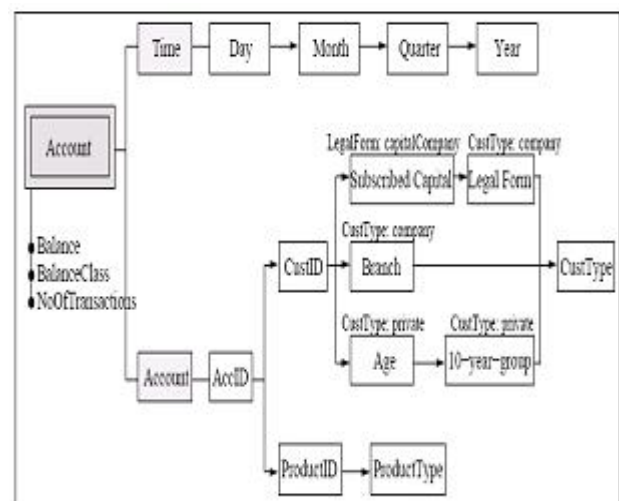 Time Day Month Quarter Year
Account
LegalForm: capitalCompany CustType: company
Subscribed Capital Legal Form
CustType: company
Balance
BalanceClass
NoOfTransactions
CustID Branch CustType
CustType: private CustType: private
Age 10-year-group
Account AccID
ProductID ProductType